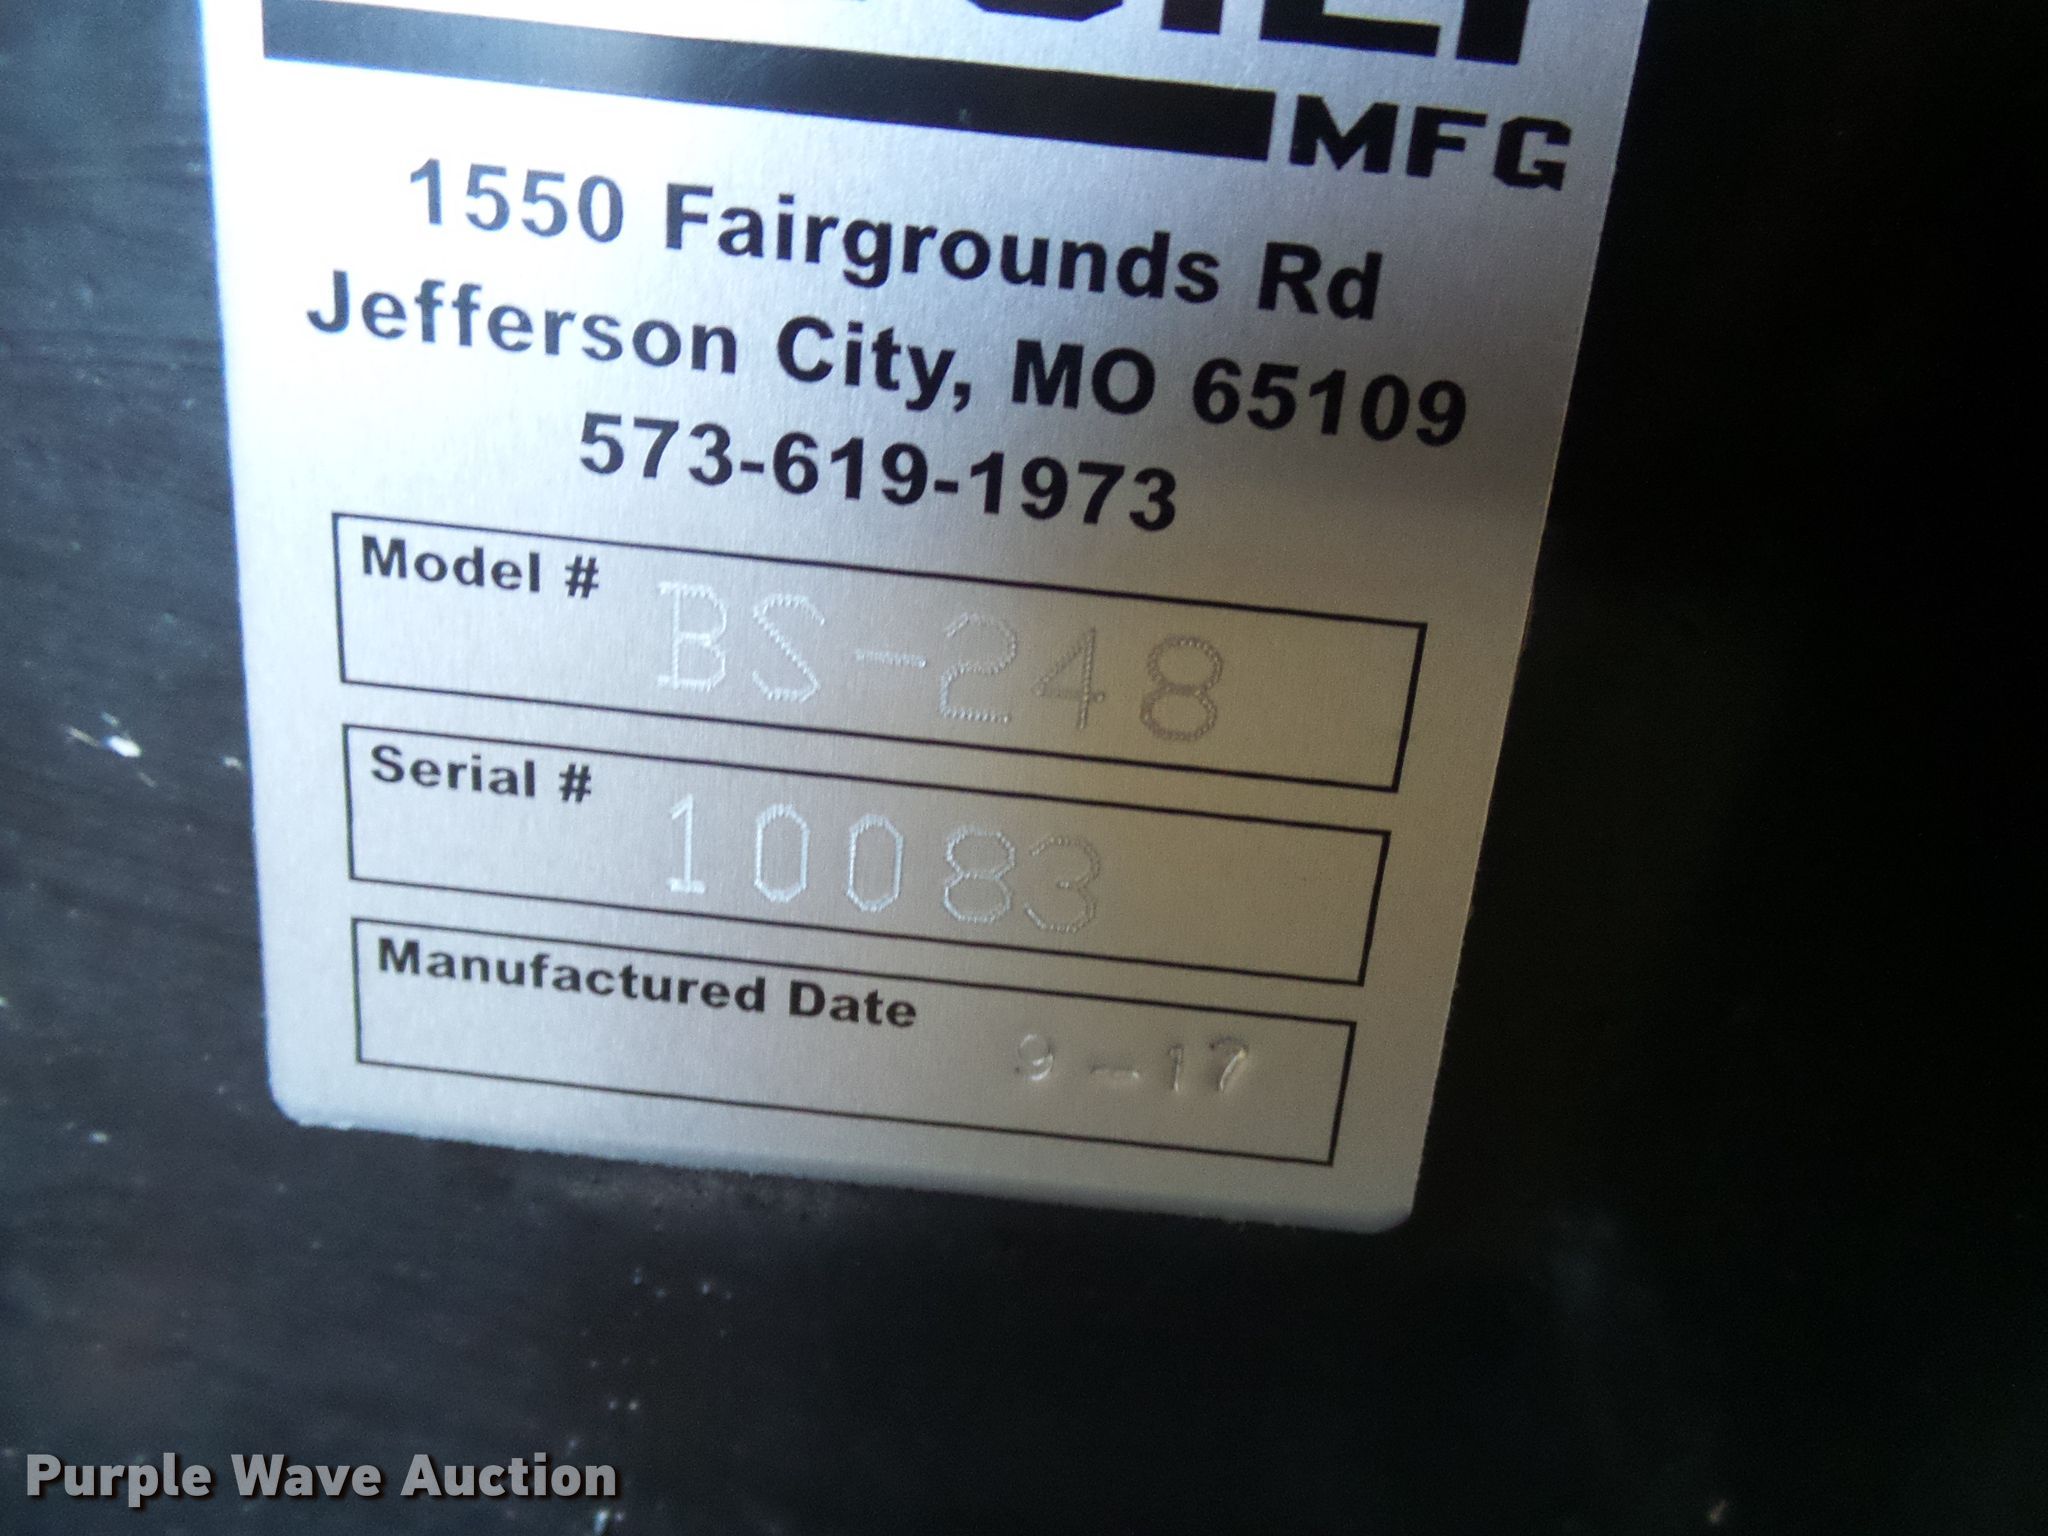 MFG
1550 Fairgrounds Rd
Jefferson City, MO 65109
573-619-1973
Model # BS-248
Serial # 10083
Manufactured Date 9-17
Purple Wave Auction